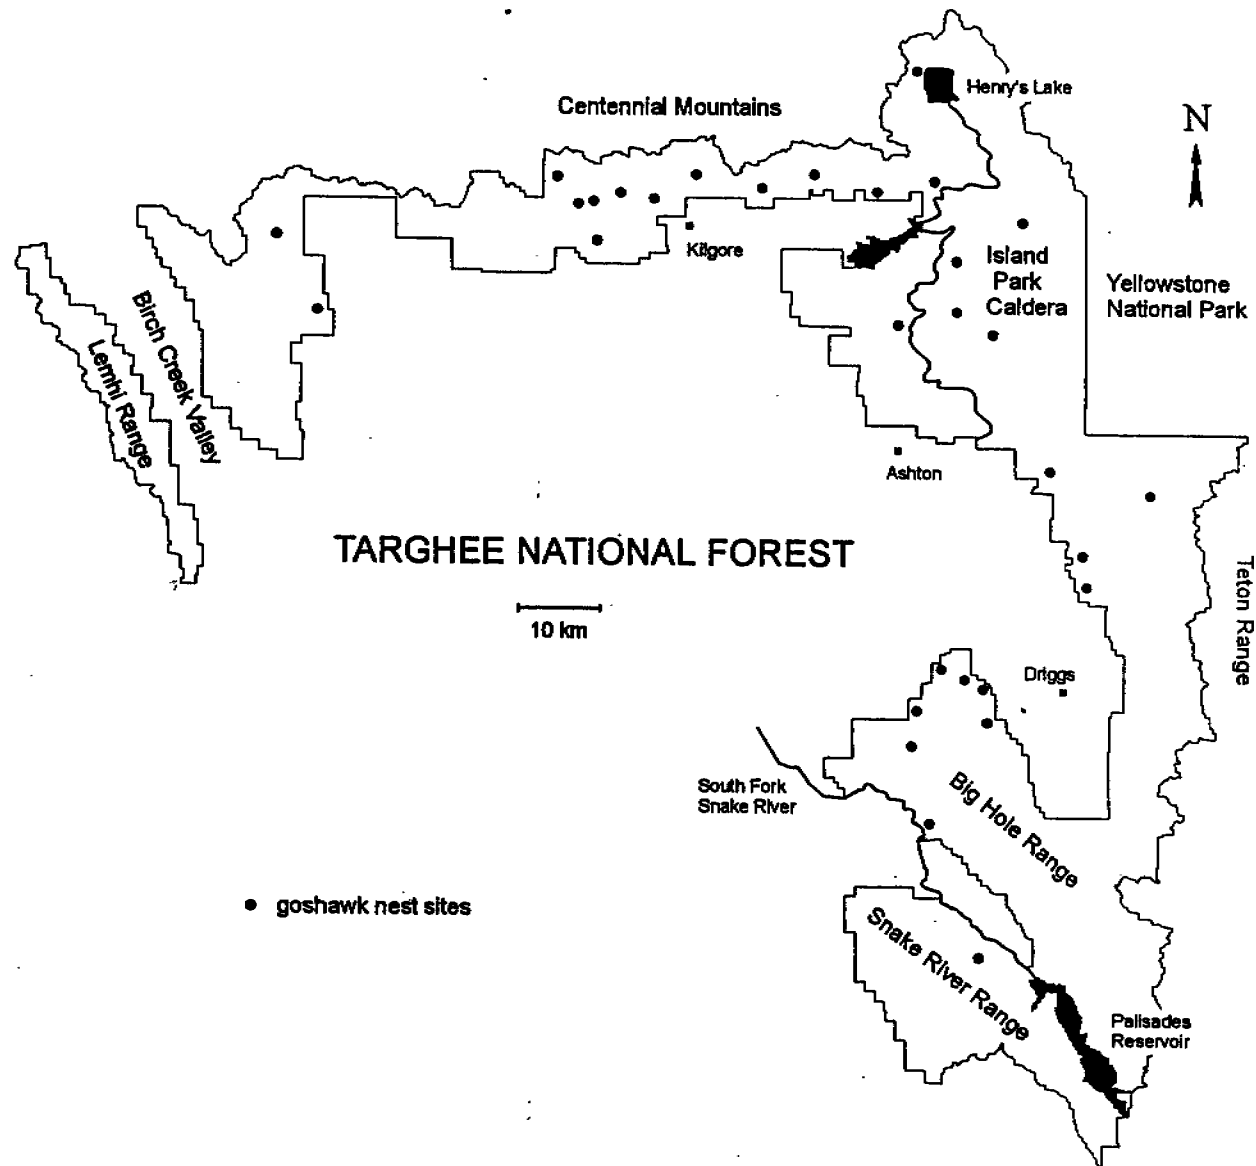 Henry's Lake
Centennial Mountains
N
Kilgore
Island
Park
Caldera
Yellowstone
National Park
Birch Creek Valley
Lemhi Range
Ashton
TARGHEE NATIONAL FOREST
10 km
Teton Range
Driggs
South Fork
Snake River
Big Hole Range
goshawk nest sites
Snake River Range
Palisades
Reservoir